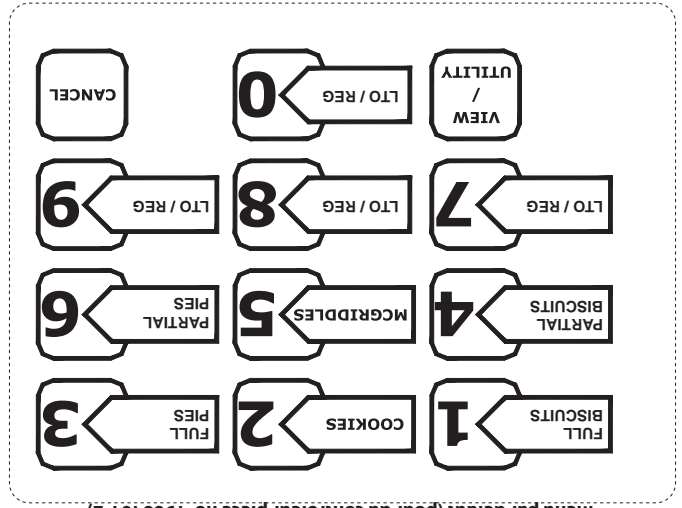 FULL
BISCUITS
1
COOKIES
2
FULL
PIES
3
PARTIAL
BISCUITS
4
MCGRIDDLES
5
PARTIAL
PIES
6
LTO / REG
7
LTO / REG
8
LTO / REG
9
VIEW
/
UTILITY
LTO / REG
0
CANCEL